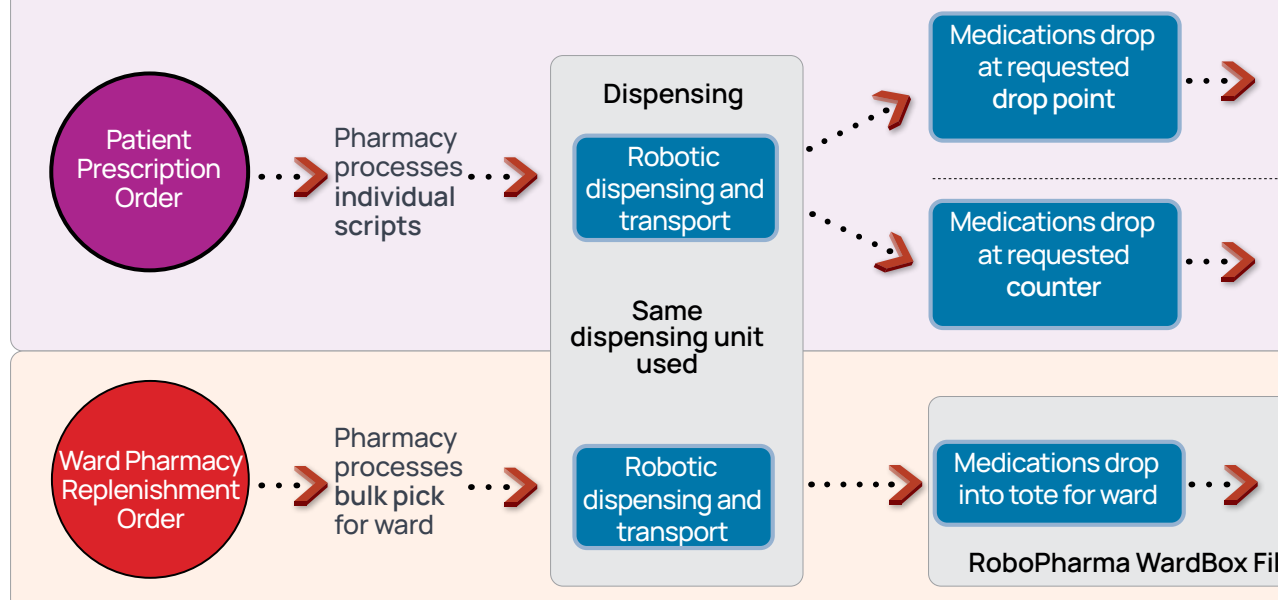 Patient
Prescription
Order
Pharmacy
processes
individual
scripts
Dispensing
Robotic
dispensing and
transport
Medications drop
at requested
drop point
Medications drop
at requested
counter
Same
dispensing unit
used
Ward Pharmacy
Replenishment
Order
Pharmacy
processes
bulk pick
for ward
Robotic
dispensing and
transport
Medications drop
into tote for ward
RoboPharma WardBox